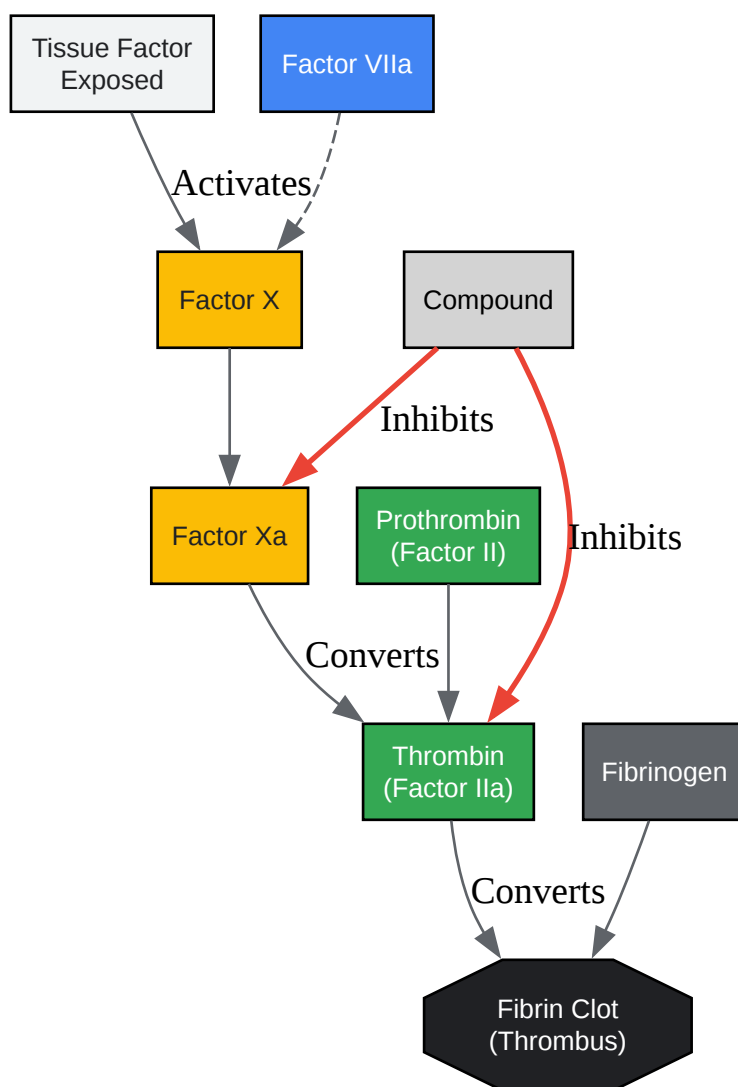 Tissue Factor
Exposed
Factor VIIa
Activates
Factor X
Compound
Inhibits
Factor Xa
Prothrombin
(Factor II)
Inhibits
Converts
Thrombin
(Factor IIa)
Fibrinogen
Converts
Fibrin Clot
(Thrombus)